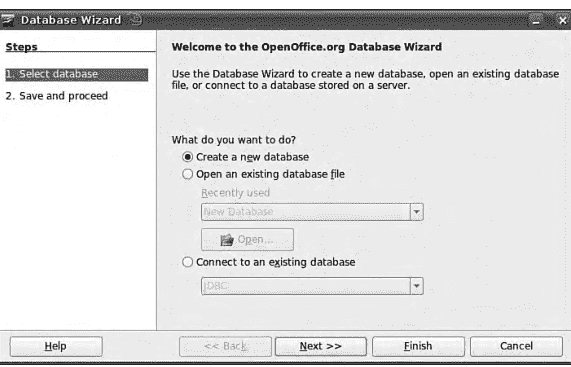 Database Wizard
Steps
1. Select database
2. Save and proceed
Welcome to the OpenOffice.org Database Wizard
Use the Database Wizard to create a new database, open an existing database
file, or connect to a database stored on a server.
What do you want to do?
Create a new database
Open an existing database file
Recently used
New Database
Open...
Connect to an existing database
JDBC
Help
<< Back
Next >>
Finish
Cancel